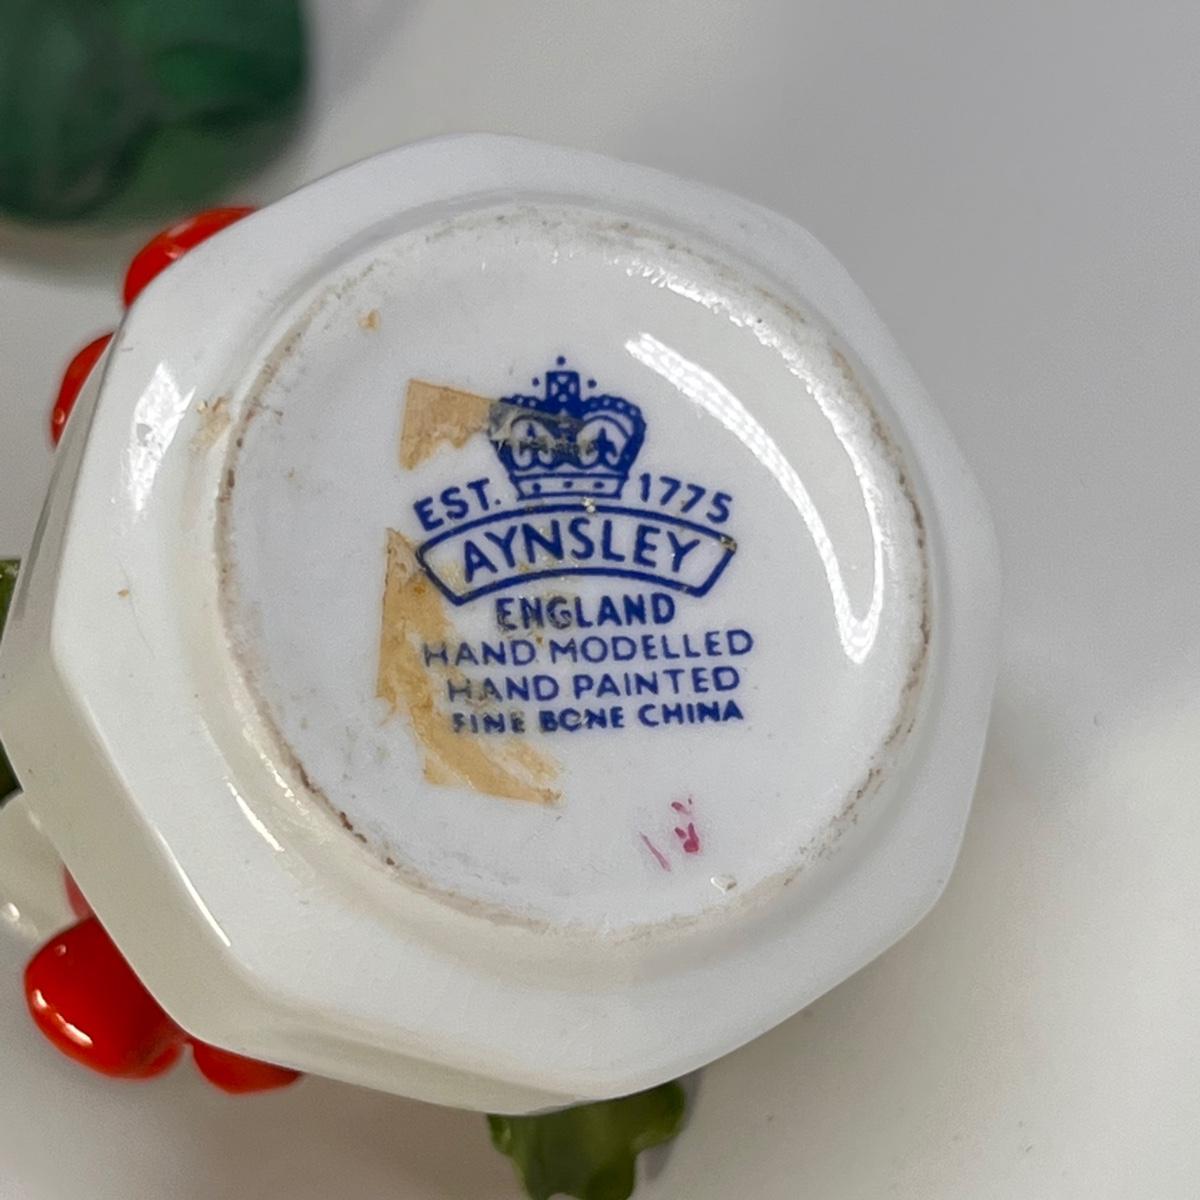 EST. 1775
AYNSLEY
ENGLAND
HAND MODELLED
HAND PAINTED
FINE BONE CHINA